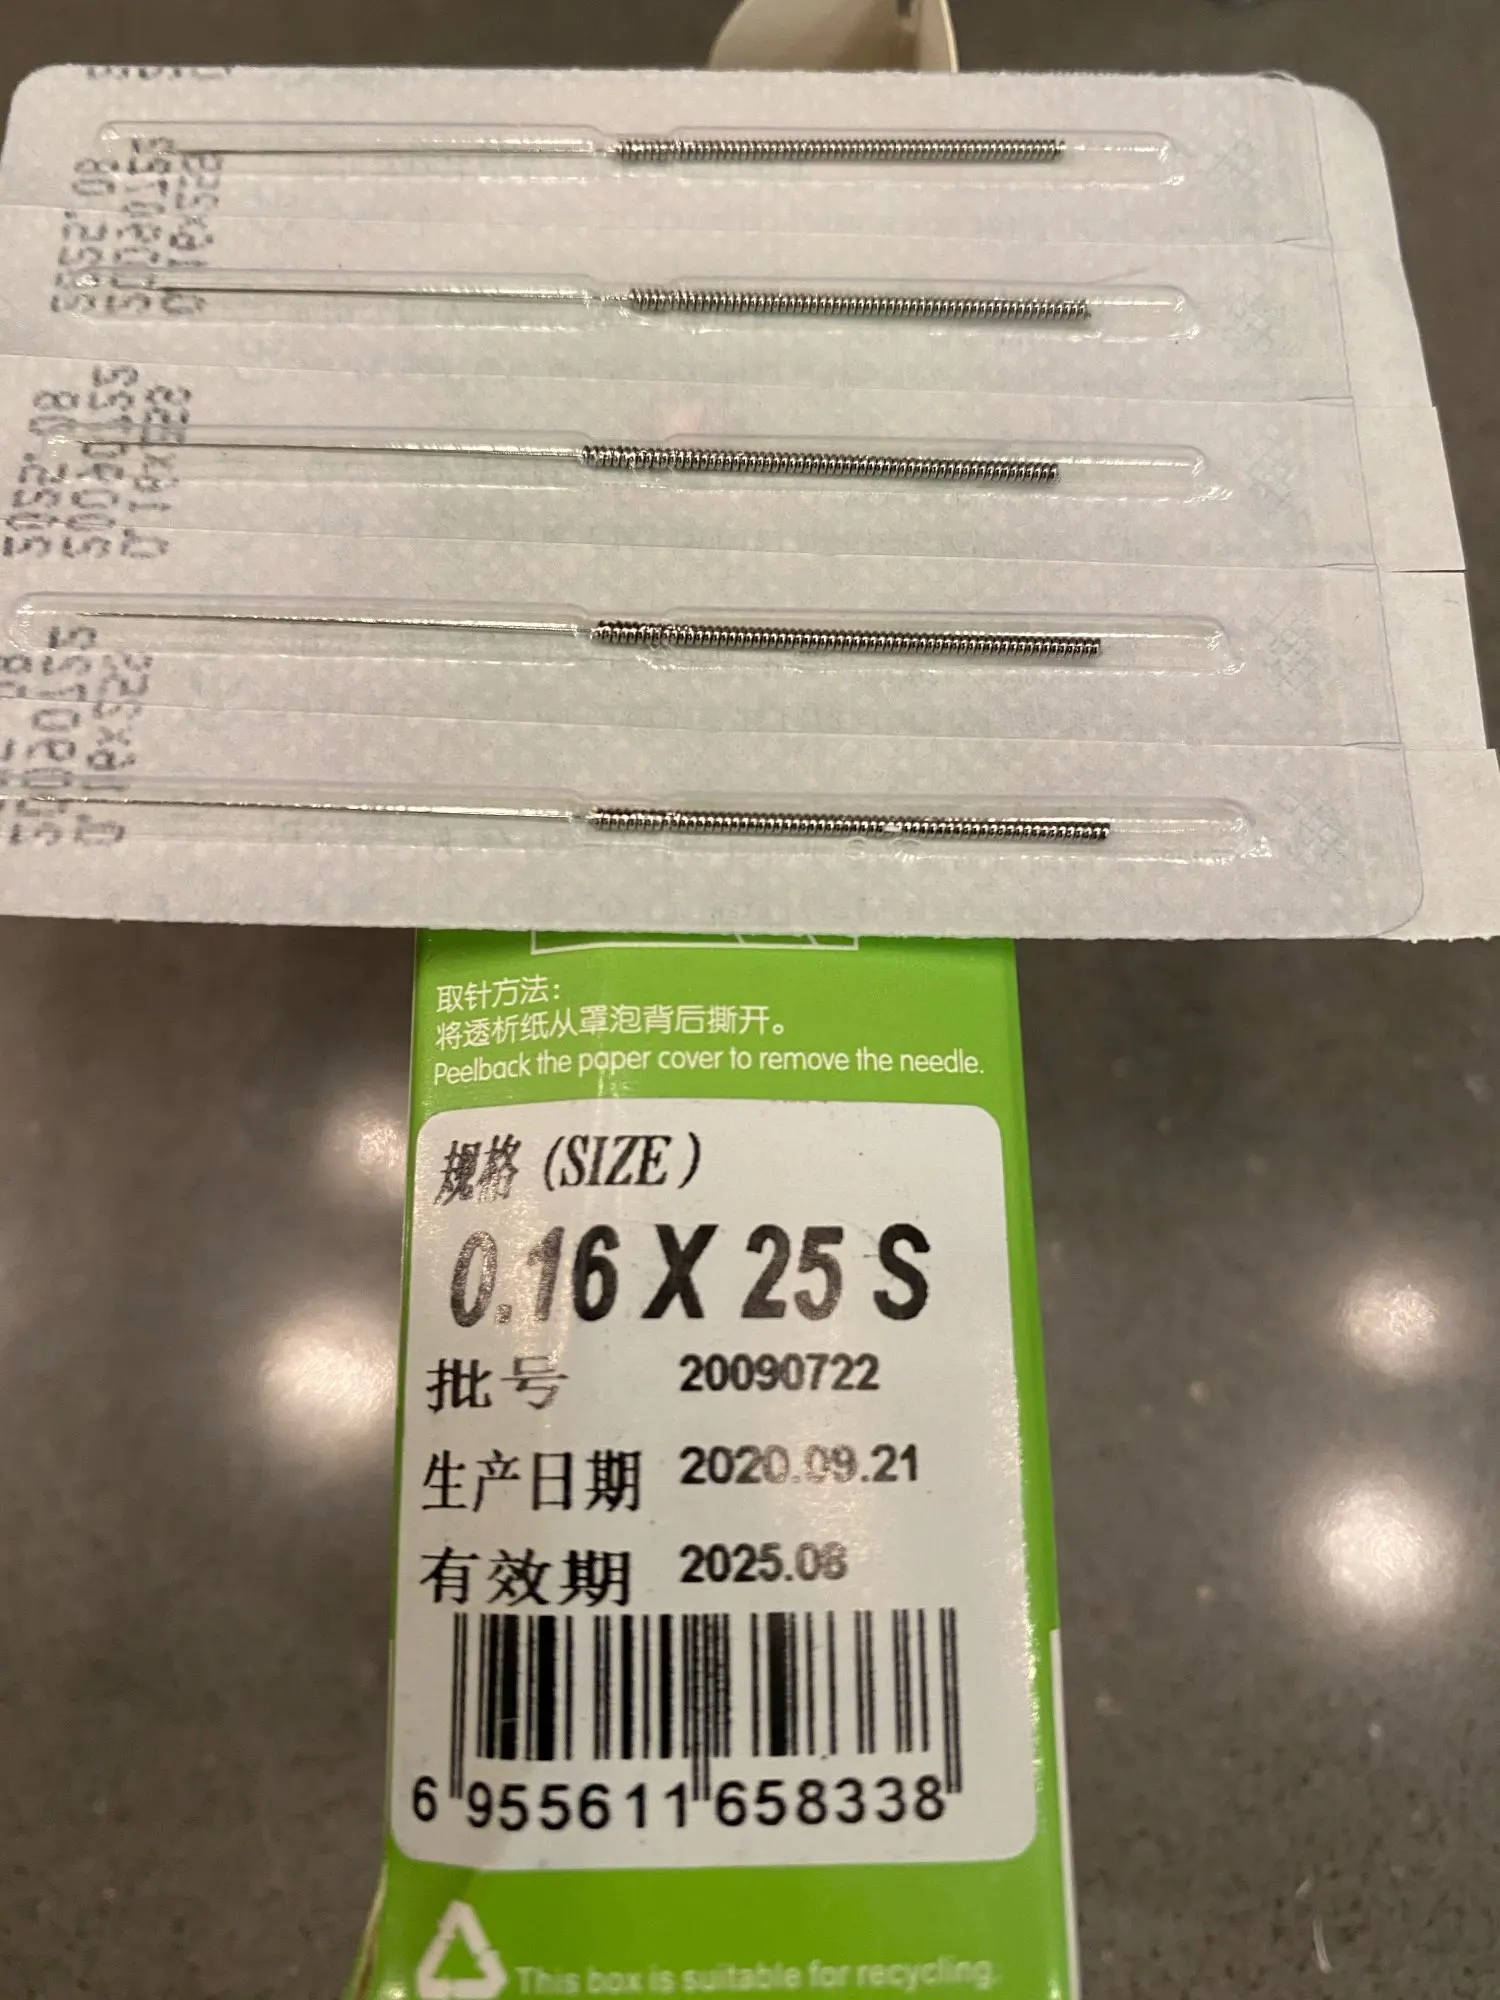 取针方法:
将透析纸从罩泡背后撕开。
Peelback the paper cover to remove the needle.
规格 (SIZE)
0.16 X 25 S
批号 20090722
生产日期 2020.09.21
有效期 2025.08
6 955611 658338
This box is suitable for recycling.